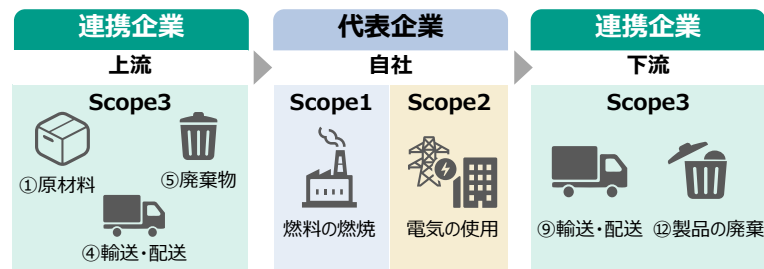 連携企業
代表企業
連携企業
上流
自社
下流
Scope3
Scope1
Scope2
Scope3
①原材料
⑤廃棄物
④輸送・配送
燃料の燃焼
電気の使用
⑨輸送・配送
⑫製品の廃棄